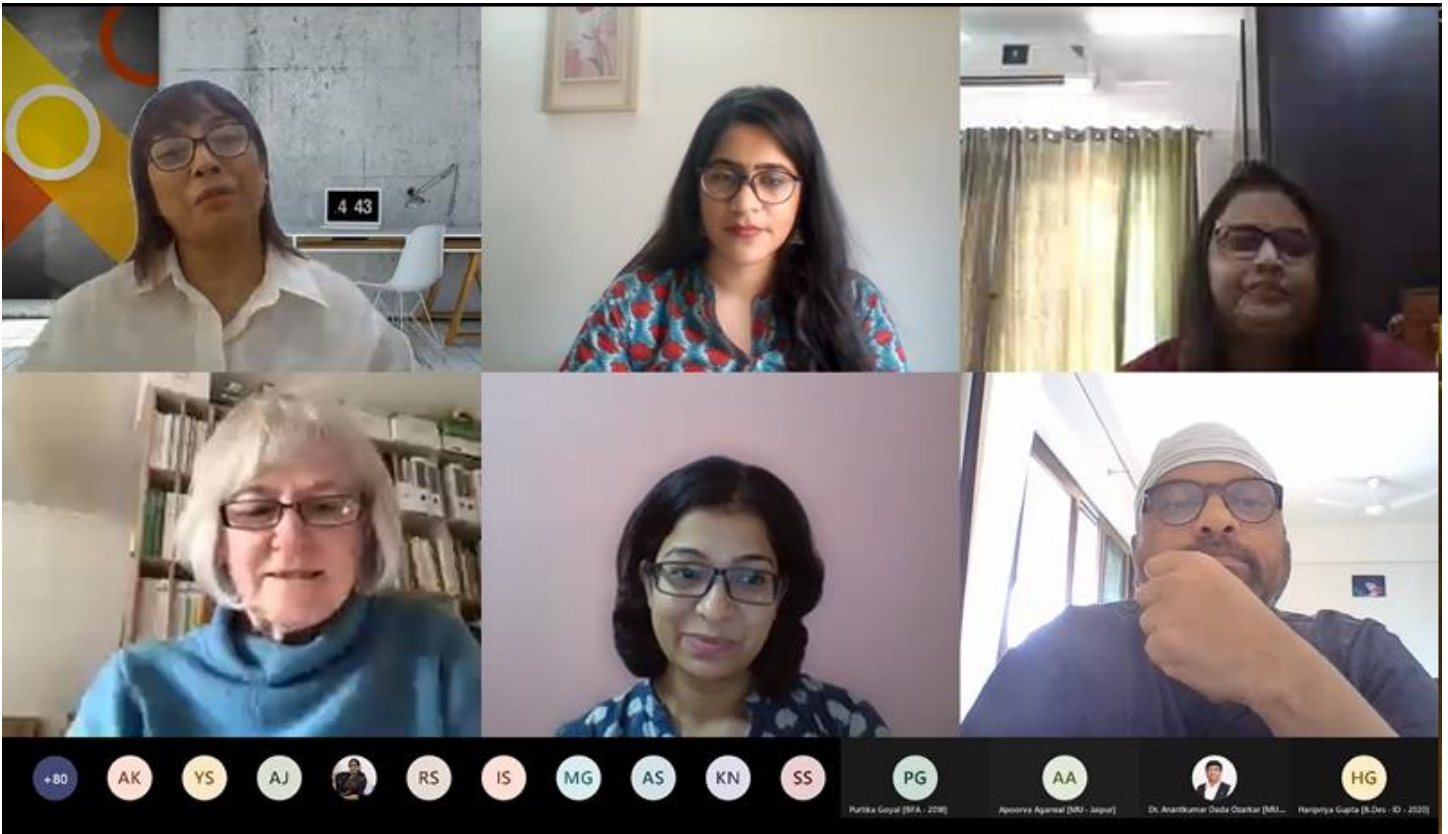 4 43
+80
AK
YS
AJ
RS
IS
MG
AS
KN
SS
PG
AA
HG
Purtika Goyal [BFA - 2018]
Apoorva Agarwal [MU - Jaipur]
Dr. Anantkumar Dada Ozarkar [MU...
Haripriya Gupta [B.Des - ID - 2020]